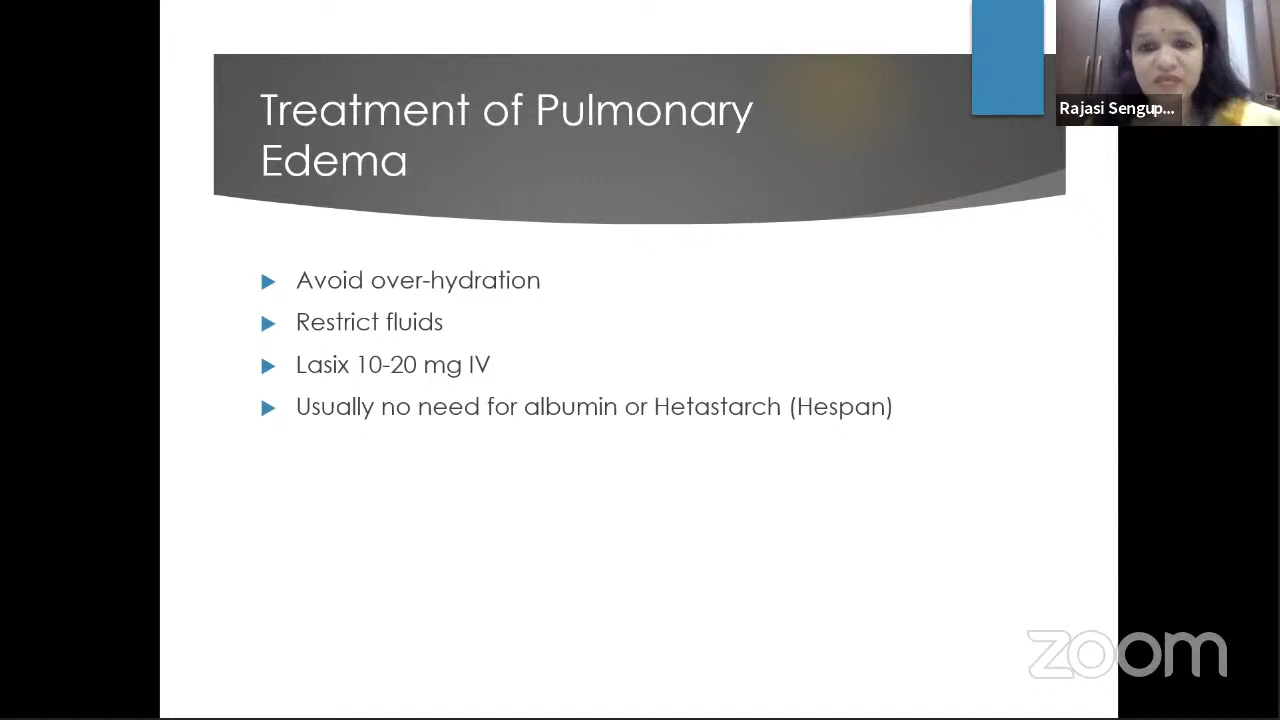 Treatment of Pulmonary
Edema
Rajasi Sengup...
Avoid over-hydration
Restrict fluids
Lasix 10-20 mg IV
Usually no need for albumin or Hetastarch (Hespan)
zoom